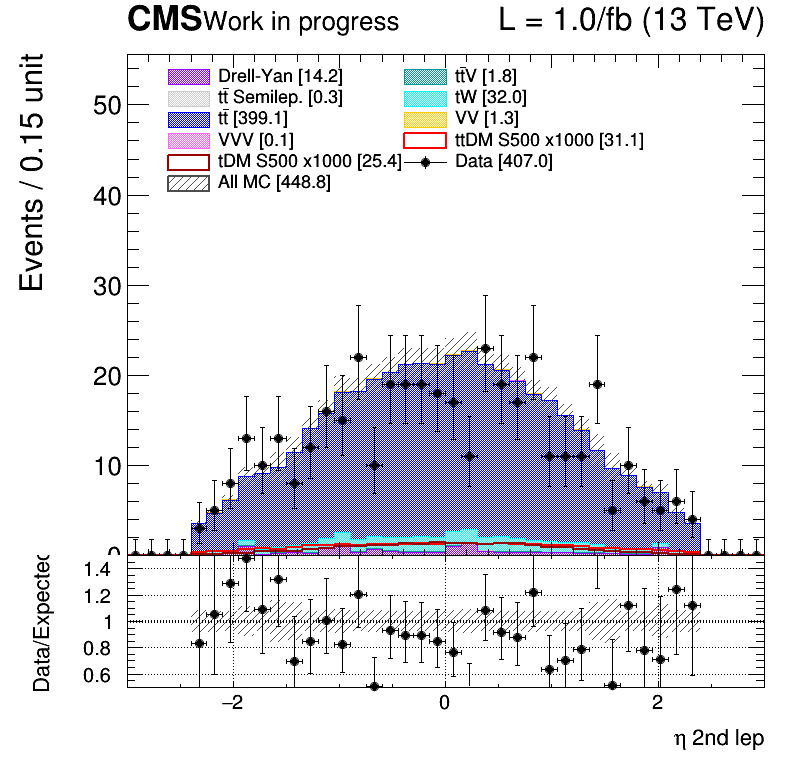 CMS Work in progress L = 1.0/fb (13 TeV)
Events / 0.15 unit
50
40
30
20
10
0
Drell-Yan [14.2]
tt̄ Semilep. [0.3]
tt̄ [399.1]
VVV [0.1]
tDM S500 x1000 [25.4]
All MC [448.8]
tt̄V [1.8]
tW [32.0]
VV [1.3]
ttDM S500 x1000 [31.1]
Data [407.0]
Data/Expected
1.4
1.2
1
0.8
0.6
−2 0 2
η 2nd lep